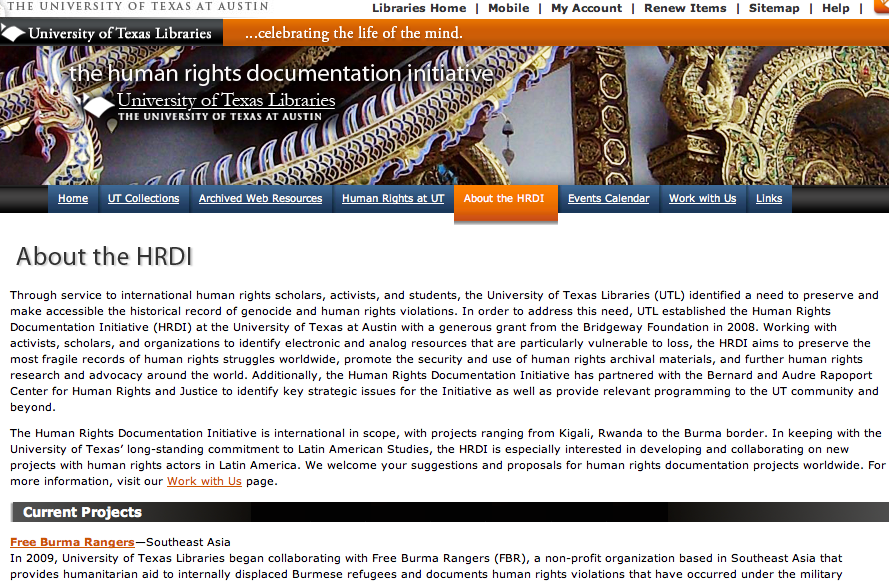 THE UNIVERSITY OF TEXAS AT AUSTIN
Libraries Home | Mobile | My Account | Renew Items | Sitemap | Help |
University of Texas Libraries
...celebrating the life of the mind.
the human rights documentation initiative
University of Texas Libraries
THE UNIVERSITY OF TEXAS AT AUSTIN
Home UT Collections Archived Web Resources Human Rights at UT About the HRDI Events Calendar Work with Us Links
About the HRDI
Through service to international human rights scholars, activists, and students, the University of Texas Libraries (UTL) identified a need to preserve and
make accessible the historical record of genocide and human rights violations. In order to address this need, UTL established the Human Rights
Documentation Initiative (HRDI) at the University of Texas at Austin with a generous grant from the Bridgeway Foundation in 2008. Working with
activists, scholars, and organizations to identify electronic and analog resources that are particularly vulnerable to loss, the HRDI aims to preserve the
most fragile records of human rights struggles worldwide, promote the security and use of human rights archival materials, and further human rights
research and advocacy around the world. Additionally, the Human Rights Documentation Initiative has partnered with the Bernard and Audre Rapoport
Center for Human Rights and Justice to identify key strategic issues for the Initiative as well as provide relevant programming to the UT community and
beyond.
The Human Rights Documentation Initiative is international in scope, with projects ranging from Kigali, Rwanda to the Burma border. In keeping with the
University of Texas’ long-standing commitment to Latin American Studies, the HRDI is especially interested in developing and collaborating on new
projects with human rights actors in Latin America. We welcome your suggestions and proposals for human rights documentation projects worldwide. For
more information, visit our Work with Us page.
Current Projects
Free Burma Rangers—Southeast Asia
In 2009, University of Texas Libraries began collaborating with Free Burma Rangers (FBR), a non-profit organization based in Southeast Asia that
provides humanitarian aid to internally displaced Burmese refugees and documents human rights violations that have occurred under the military